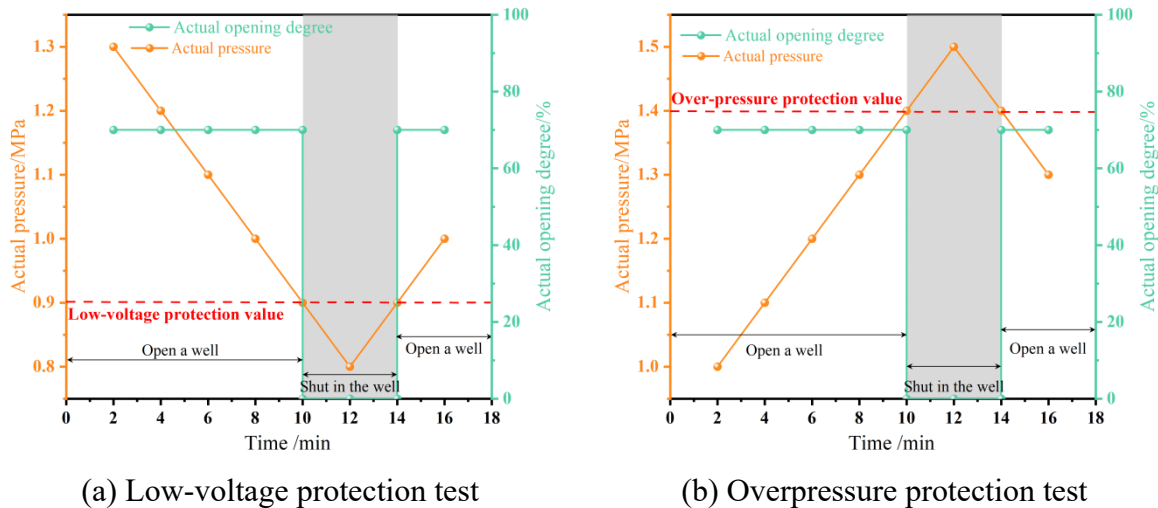 Actual opening degree
Actual pressure
Low-voltage protection value
Open a well
Open a well
Shut in the well
Actual pressure/MPa
1.3
1.2
1.1
1.0
0.9
0.8
0 2 4 6 8 10 12 14 16 18
Time /min
100
80
60
40
20
0
Actual opening degree/%
(a) Low-voltage protection test
Actual opening degree
Actual pressure
Over-pressure protection value
Open a well
Open a well
Shut in the well
Actual pressure/MPa
1.5
1.4
1.3
1.2
1.1
1.0
0 2 4 6 8 10 12 14 16 18
Time /min
100
80
60
40
20
0
Actual opening degree/%
(b) Overpressure protection test